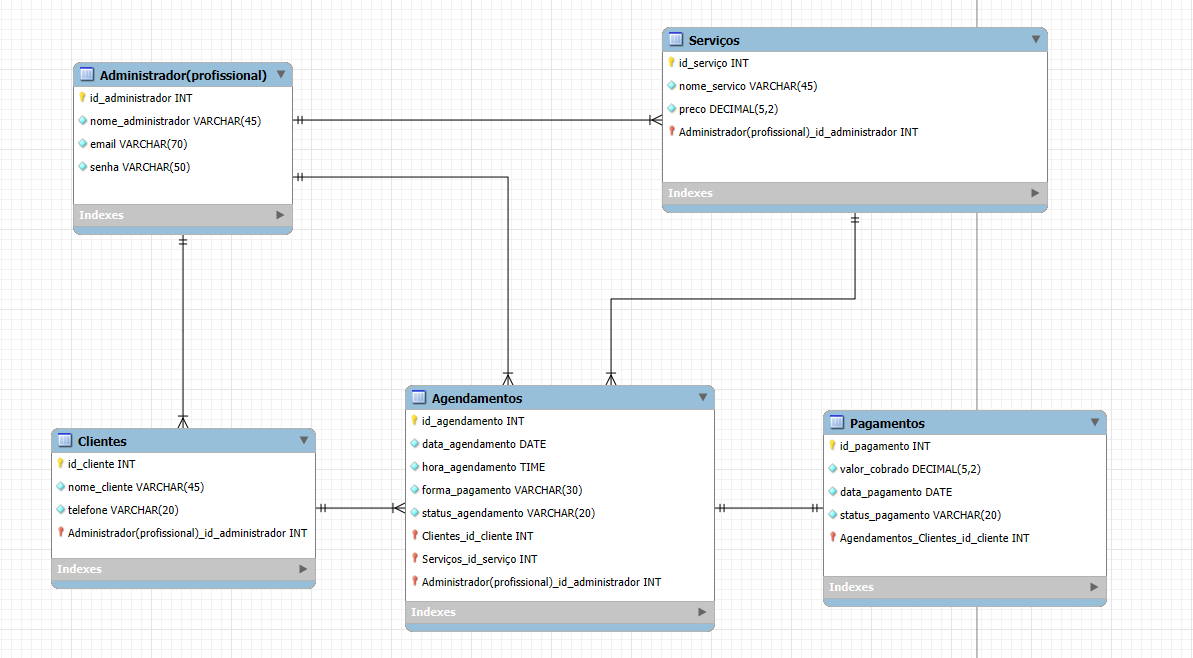 Administrador(profissional)
id_administrador INT
nome_administrador VARCHAR(45)
email VARCHAR(70)
senha VARCHAR(50)
Indexes
Serviços
id_serviço INT
nome_servico VARCHAR(45)
preco DECIMAL(5,2)
Administrador(profissional)_id_administrador INT
Indexes
Clientes
id_cliente INT
nome_cliente VARCHAR(45)
telefone VARCHAR(20)
Administrador(profissional)_id_administrador INT
Indexes
Agendamentos
id_agendamento INT
data_agendamento DATE
hora_agendamento TIME
forma_pagamento VARCHAR(30)
status_agendamento VARCHAR(20)
Clientes_id_cliente INT
Serviços_id_serviço INT
Administrador(profissional)_id_administrador INT
Indexes
Pagamentos
id_pagamento INT
valor_cobrado DECIMAL(5,2)
data_pagamento DATE
status_pagamento VARCHAR(20)
Agendamentos_Clientes_id_cliente INT
Indexes